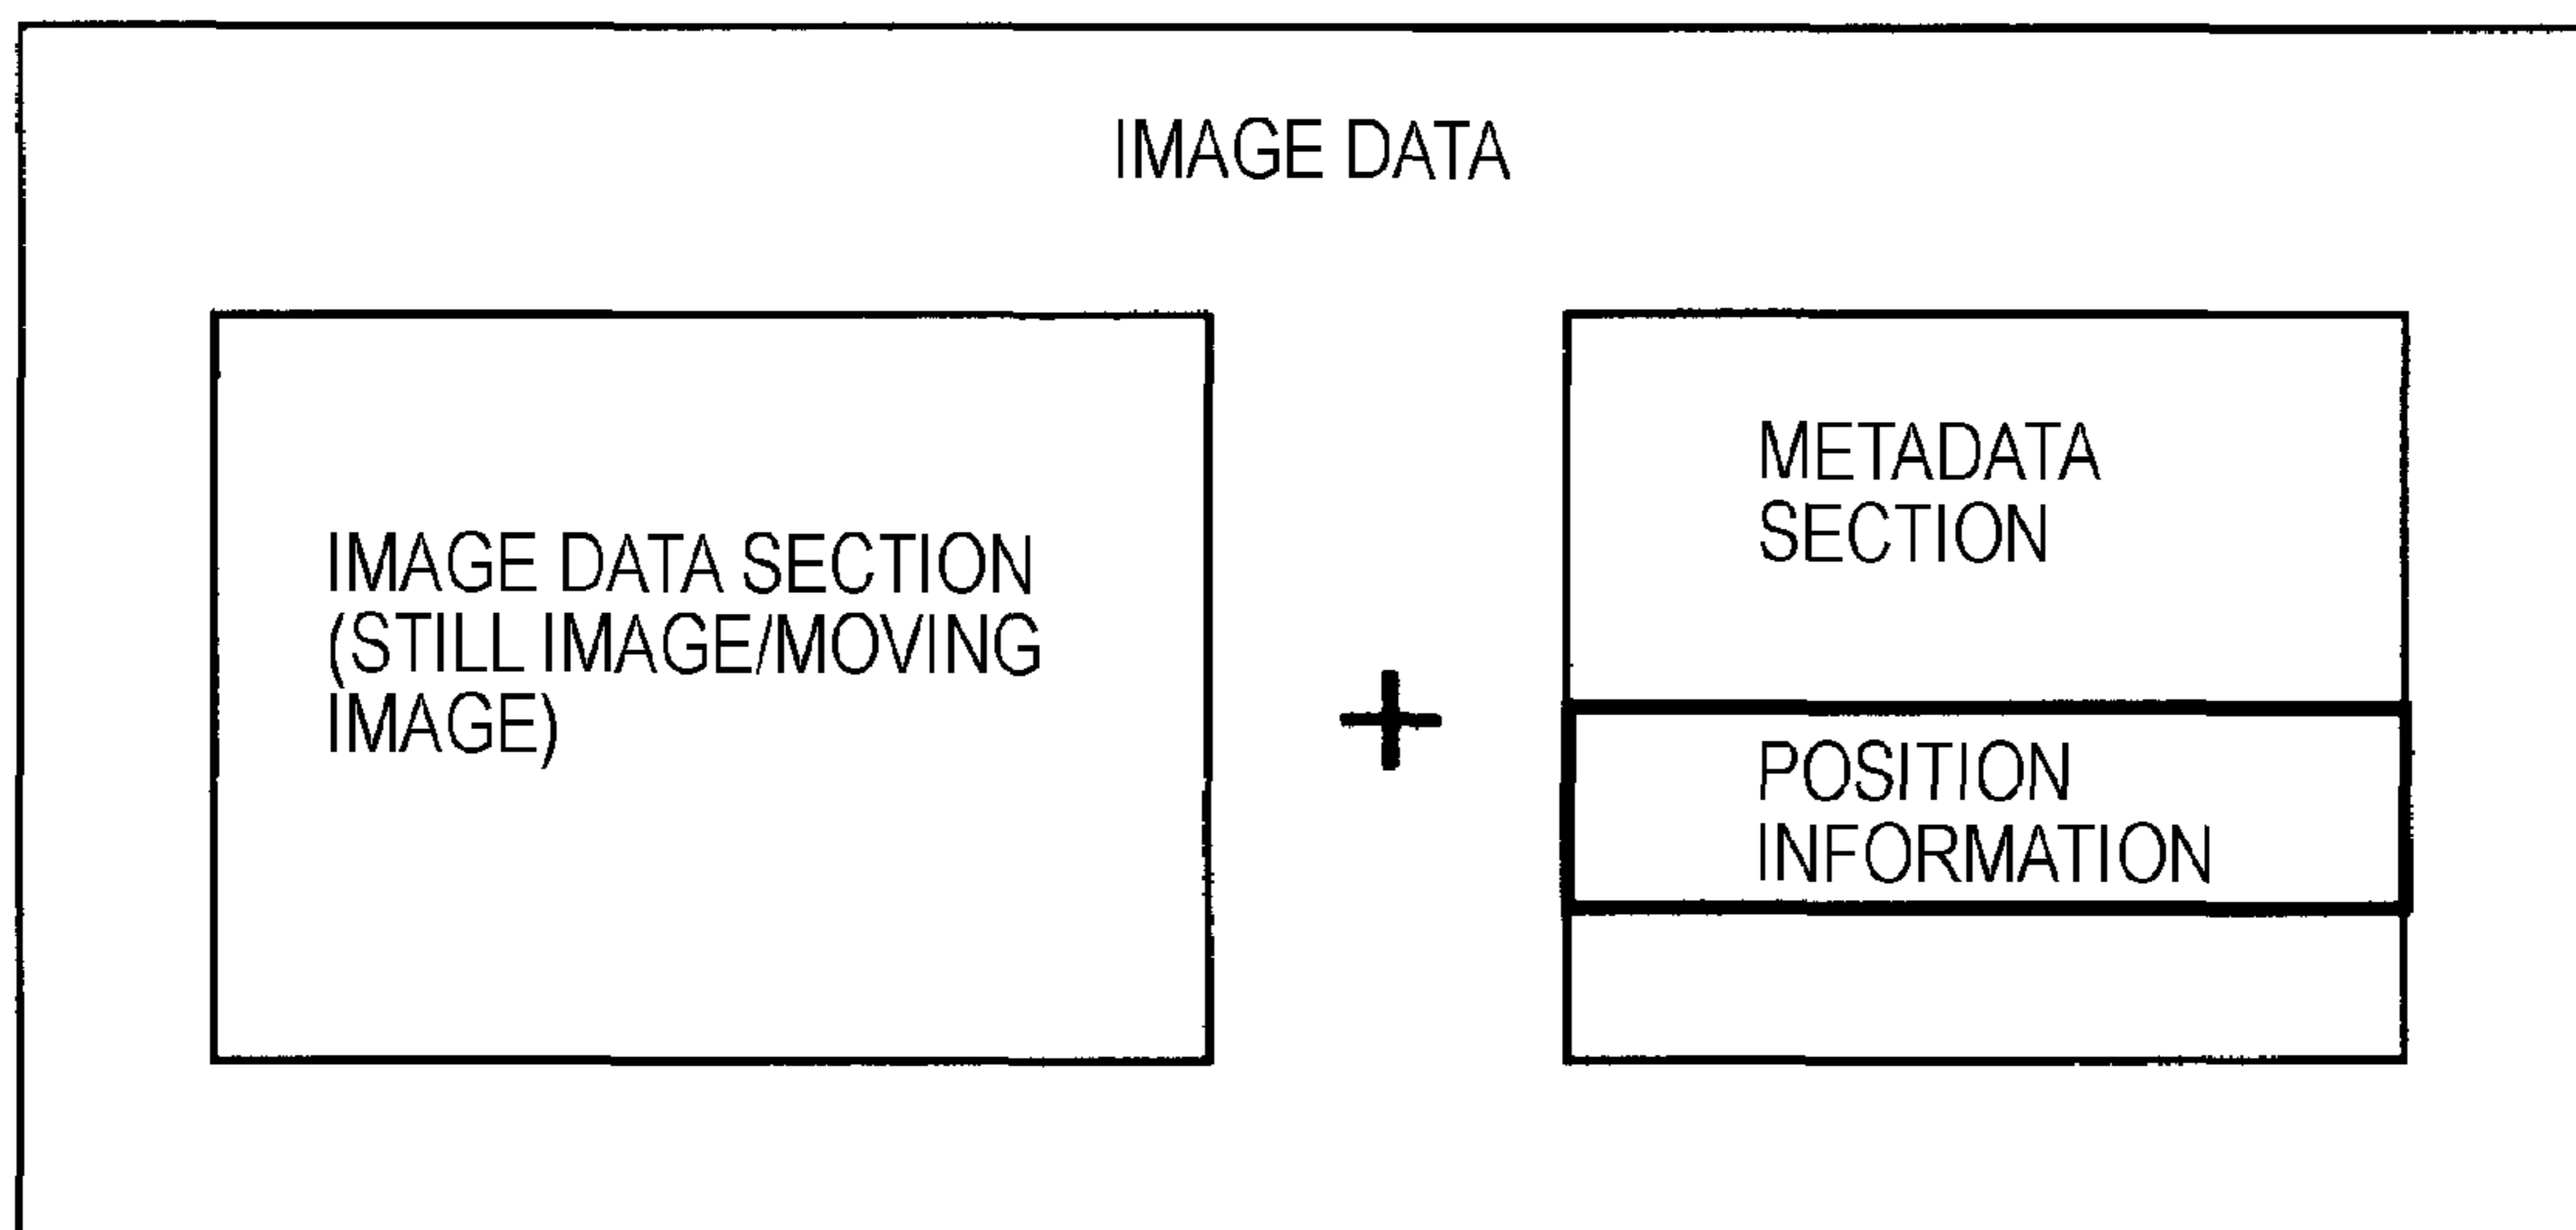 IMAGE DATA
IMAGE DATA SECTION
(STILL IMAGE/MOVING
IMAGE)
+
METADATA
SECTION
POSITION
INFORMATION